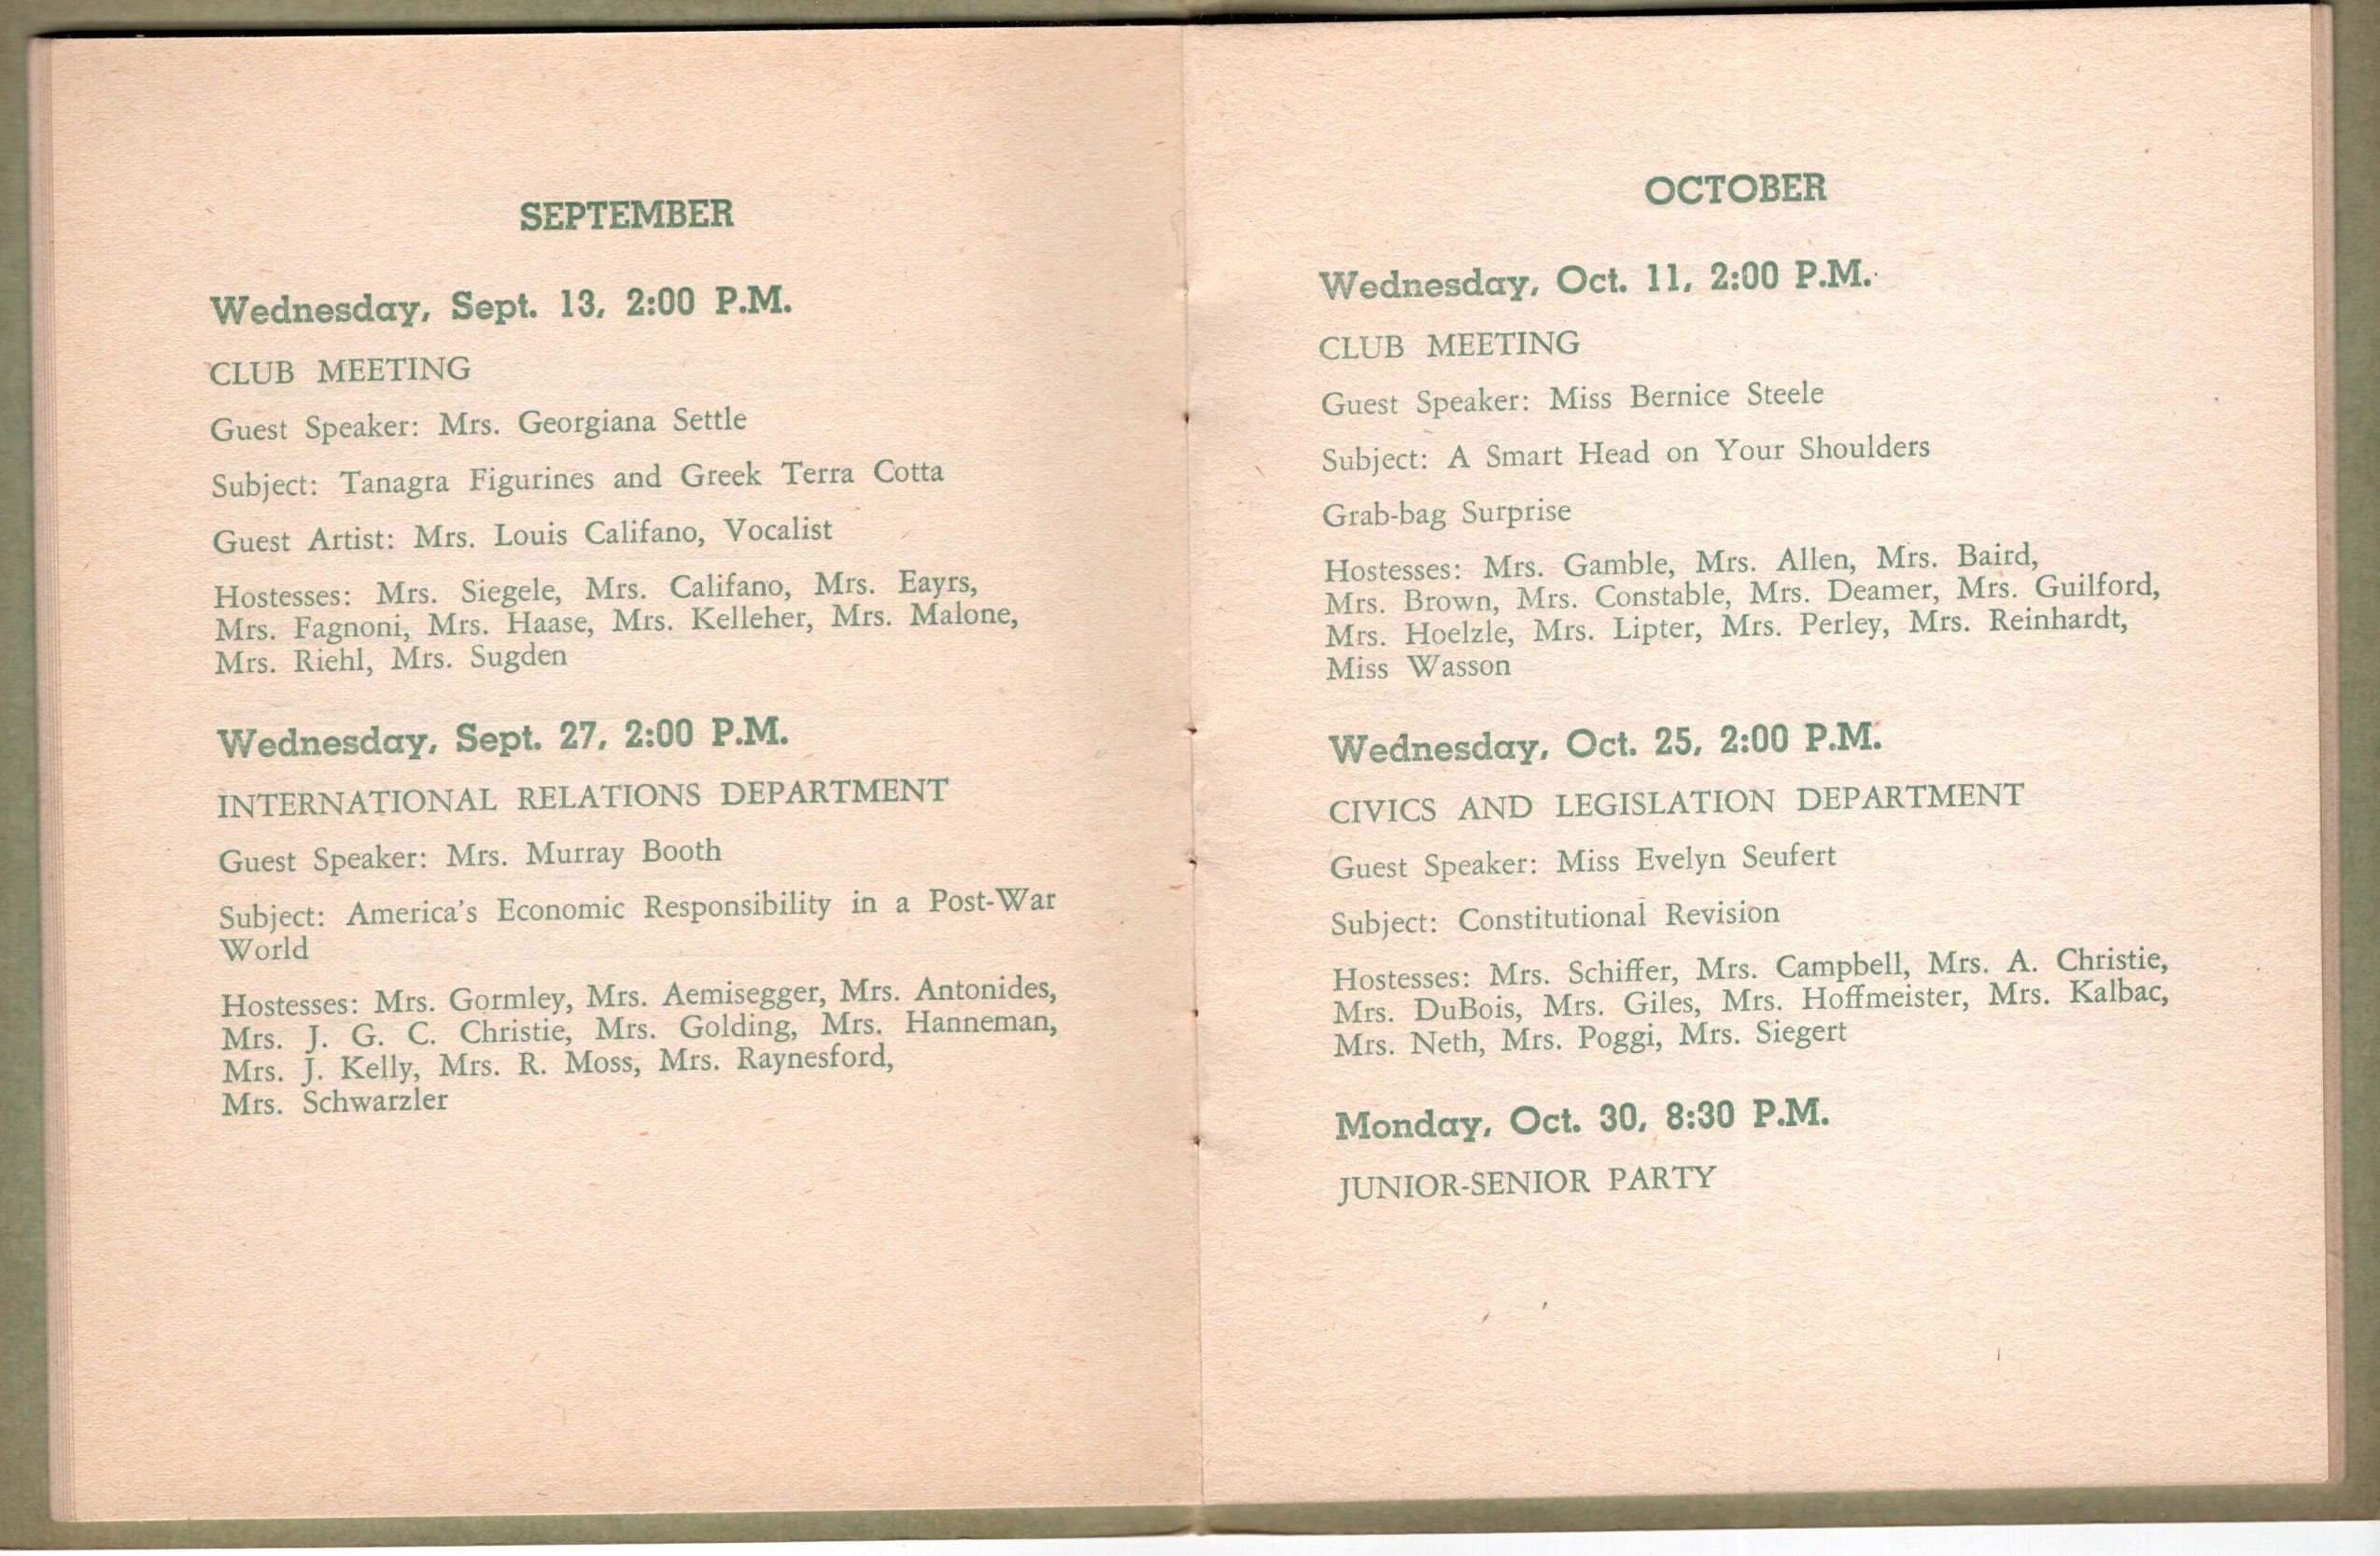 SEPTEMBER
Wednesday, Sept. 13, 2:00 P.M.
CLUB MEETING
Guest Speaker: Mrs. Georgiana Settle
Subject: Tanagra Figurines and Greek Terra Cotta
Guest Artist: Mrs. Louis Califano, Vocalist
Hostesses: Mrs. Siegele, Mrs. Califano, Mrs. Eayrs,
Mrs. Fagnoni, Mrs. Haase, Mrs. Kelleher, Mrs. Malone,
Mrs. Riehl, Mrs. Sugden
Wednesday, Sept. 27, 2:00 P.M.
INTERNATIONAL RELATIONS DEPARTMENT
Guest Speaker: Mrs. Murray Booth
Subject: America's Economic Responsibility in a Post-War
World
Hostesses: Mrs. Gormley, Mrs. Aemisegger, Mrs. Antonides,
Mrs. J. G. C. Christie, Mrs. Golding, Mrs. Hanneman,
Mrs. J. Kelly, Mrs. R. Moss, Mrs. Raynesford,
Mrs. Schwarzler
OCTOBER
Wednesday, Oct. 11, 2:00 P.M.
CLUB MEETING
Guest Speaker: Miss Bernice Steele
Subject: A Smart Head on Your Shoulders
Grab-bag Surprise
Hostesses: Mrs. Gamble, Mrs. Allen, Mrs. Baird,
Mrs. Brown, Mrs. Constable, Mrs. Deamer, Mrs. Guilford,
Mrs. Hoelzle, Mrs. Lipter, Mrs. Perley, Mrs. Reinhardt,
Miss Wasson
Wednesday, Oct. 25, 2:00 P.M.
CIVICS AND LEGISLATION DEPARTMENT
Guest Speaker: Miss Evelyn Seufert
Subject: Constitutional Revision
Hostesses: Mrs. Schiffer, Mrs. Campbell, Mrs. A. Christie,
Mrs. DuBois, Mrs. Giles, Mrs. Hoffmeister, Mrs. Kalbac,
Mrs. Neth, Mrs. Poggi, Mrs. Siegert
Monday, Oct. 30, 8:30 P.M.
JUNIOR-SENIOR PARTY